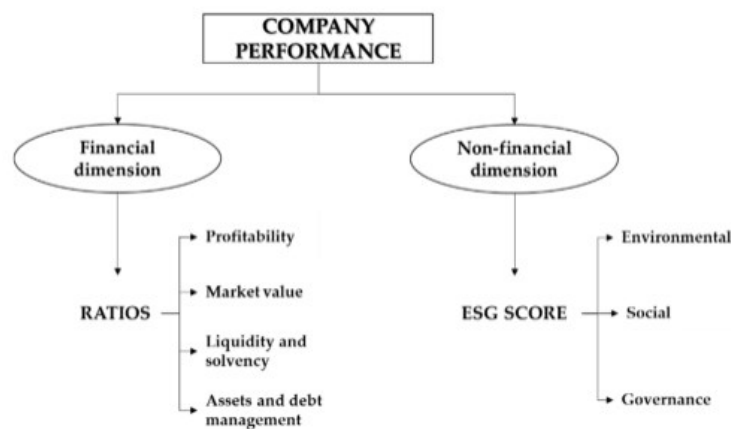 COMPANY
PERFORMANCE
Financial
dimension
Non-financial
dimension
Profitability
Environmental
Market value
RATIOS
ESG SCORE
Social
Liquidity and
solvency
Assets and debt
management
Governance